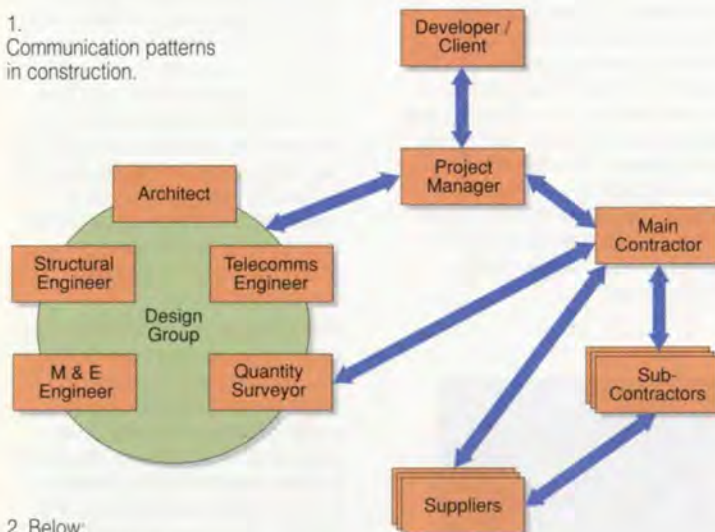 1.
Communication patterns
in construction.
Developer /
Client
Project
Manager
Architect
Main
Contractor
Structural
Engineer
Telecomms
Engineer
Design
Group
M & E
Engineer
Quantity
Surveyor
Sub-
Contractors
Suppliers
2. Below: